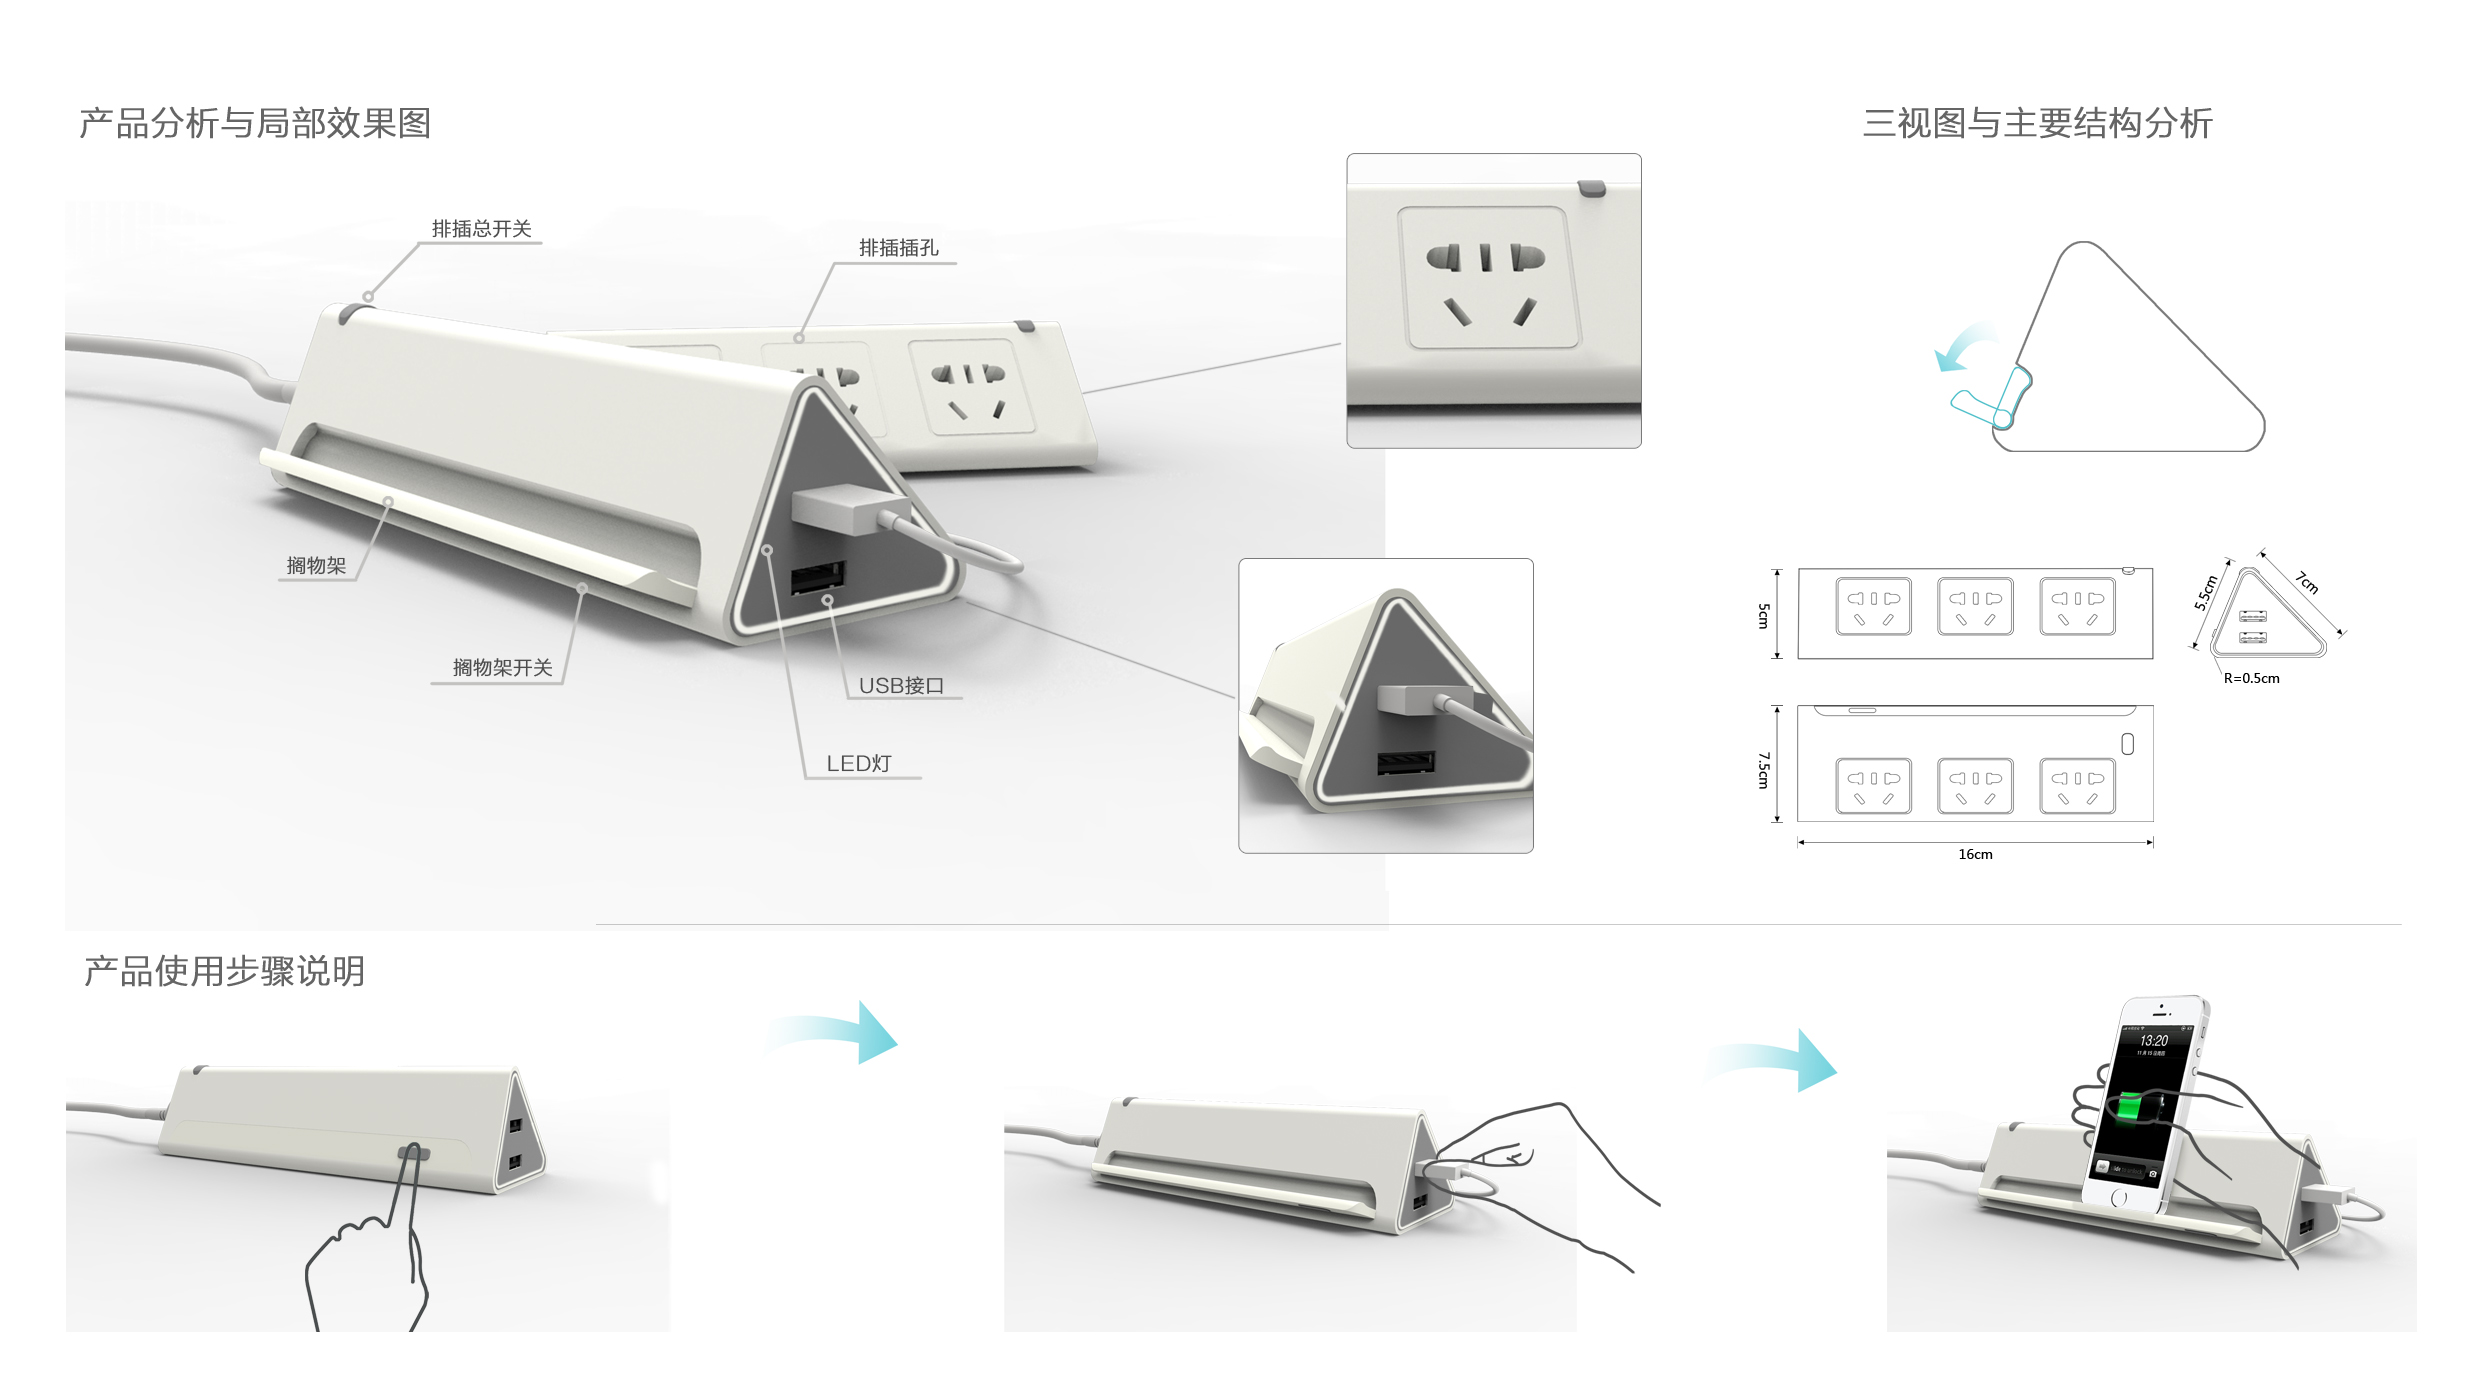 产品分析与局部效果图
三视图与主要结构分析
排插总开关
排插插孔
搁物架
搁物架开关
USB接口
LED灯
5cm
5.5cm
7cm
R=0.5cm
7.5cm
16cm
产品使用步骤说明
13:20